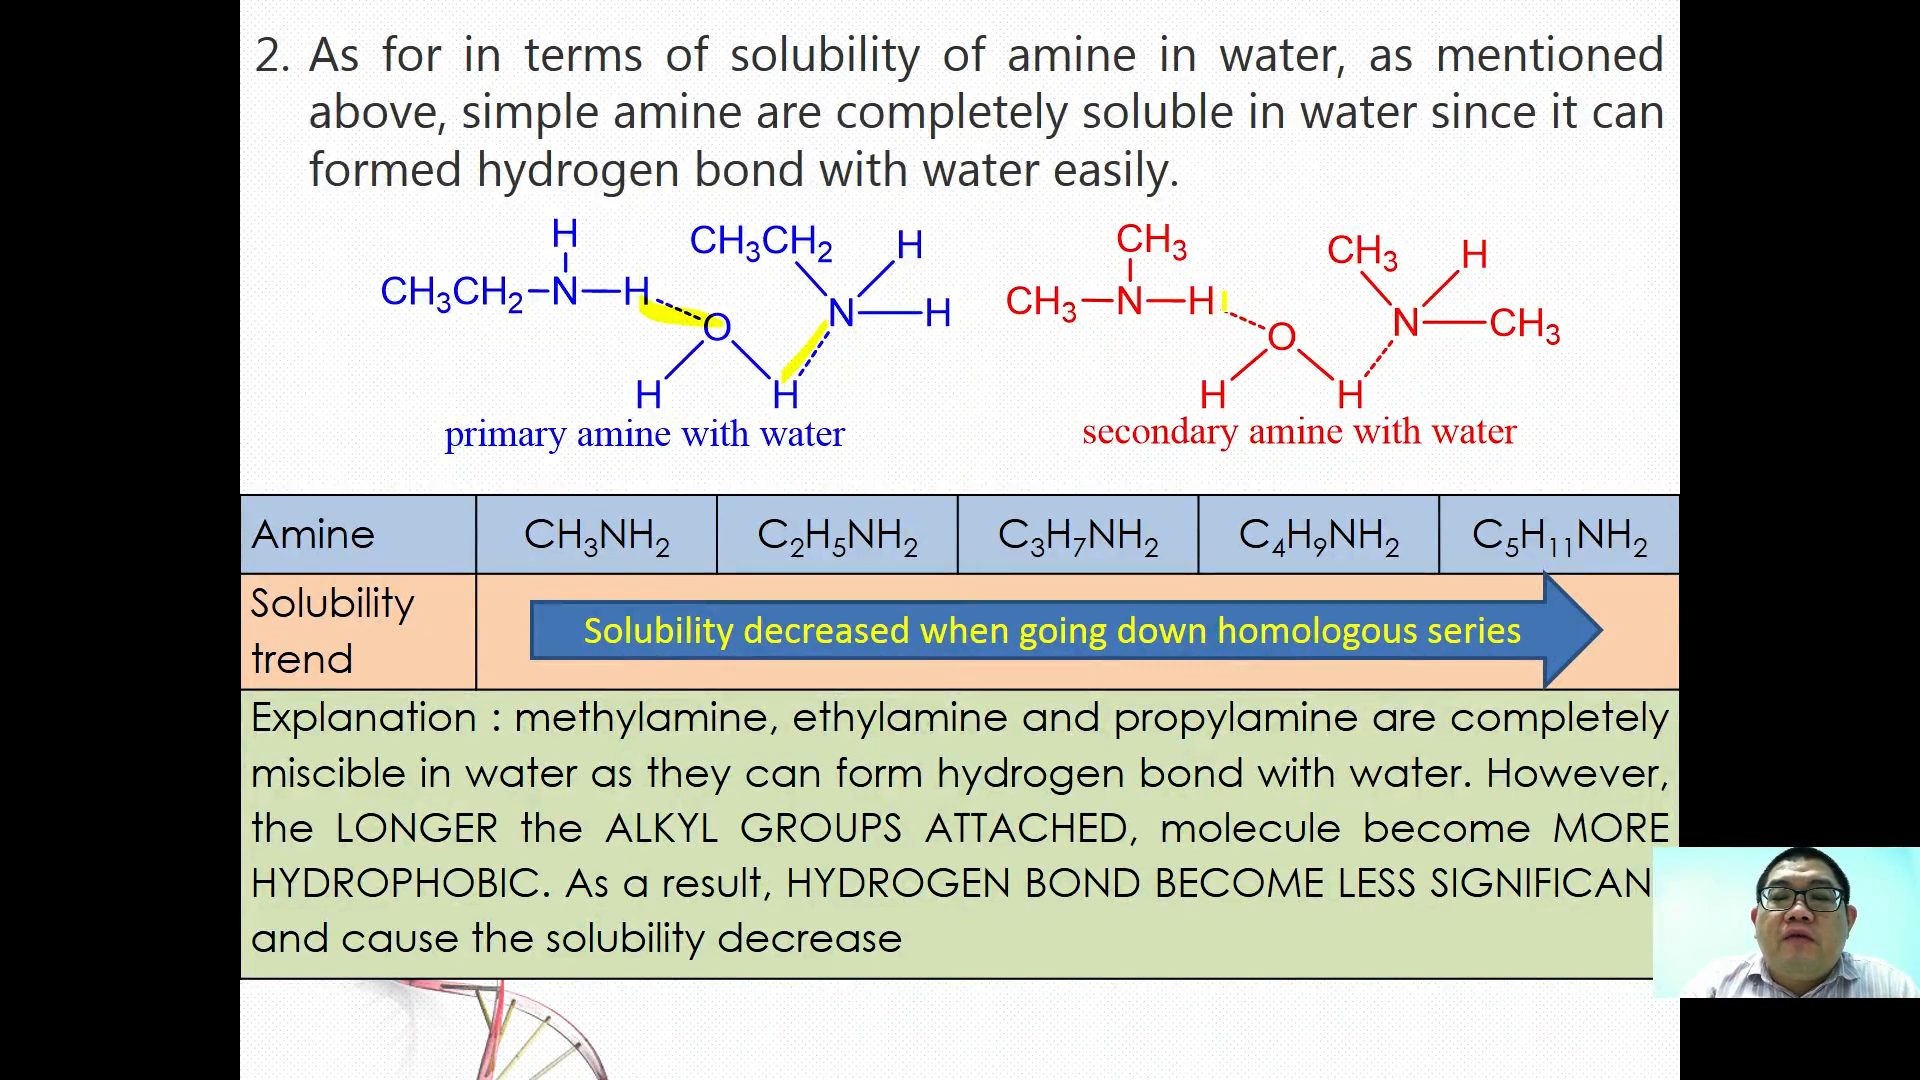 2. As for in terms of solubility of amine in water, as mentioned
above, simple amine are completely soluble in water since it can
formed hydrogen bond with water easily.
H
CH3CH2–N–H
CH3CH2
H
N
H
O
H
H
primary amine with water
CH3
CH3–N–H
CH3
H
N
CH3
O
H
H
secondary amine with water
Amine CH3NH2 C2H5NH2 C3H7NH2 C4H9NH2 C5H11NH2
Solubility
trend
Solubility decreased when going down homologous series
Explanation : methylamine, ethylamine and propylamine are completely
miscible in water as they can form hydrogen bond with water. However,
the LONGER the ALKYL GROUPS ATTACHED, molecule become MORE
HYDROPHOBIC. As a result, HYDROGEN BOND BECOME LESS SIGNIFICAN
and cause the solubility decrease